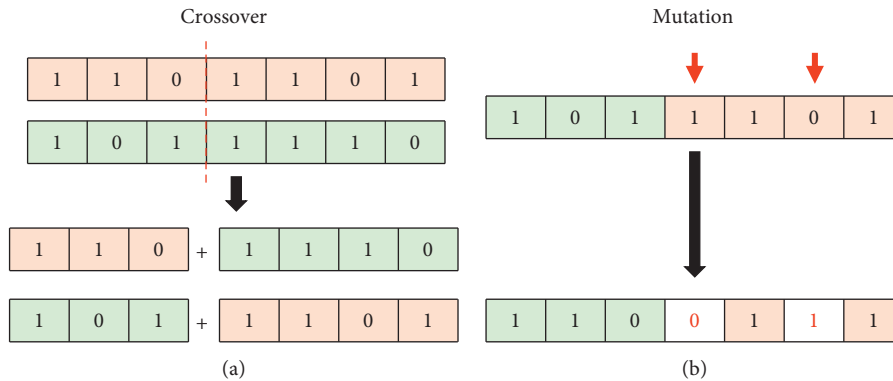 Crossover
1 1 0 1 1 0 1
1 0 1 1 1 1 0
1 1 0 + 1 1 1 0
1 0 1 + 1 1 0 1
(a)
Mutation
1 0 1 1 1 0 1
1 1 0 0 1 1 1
(b)